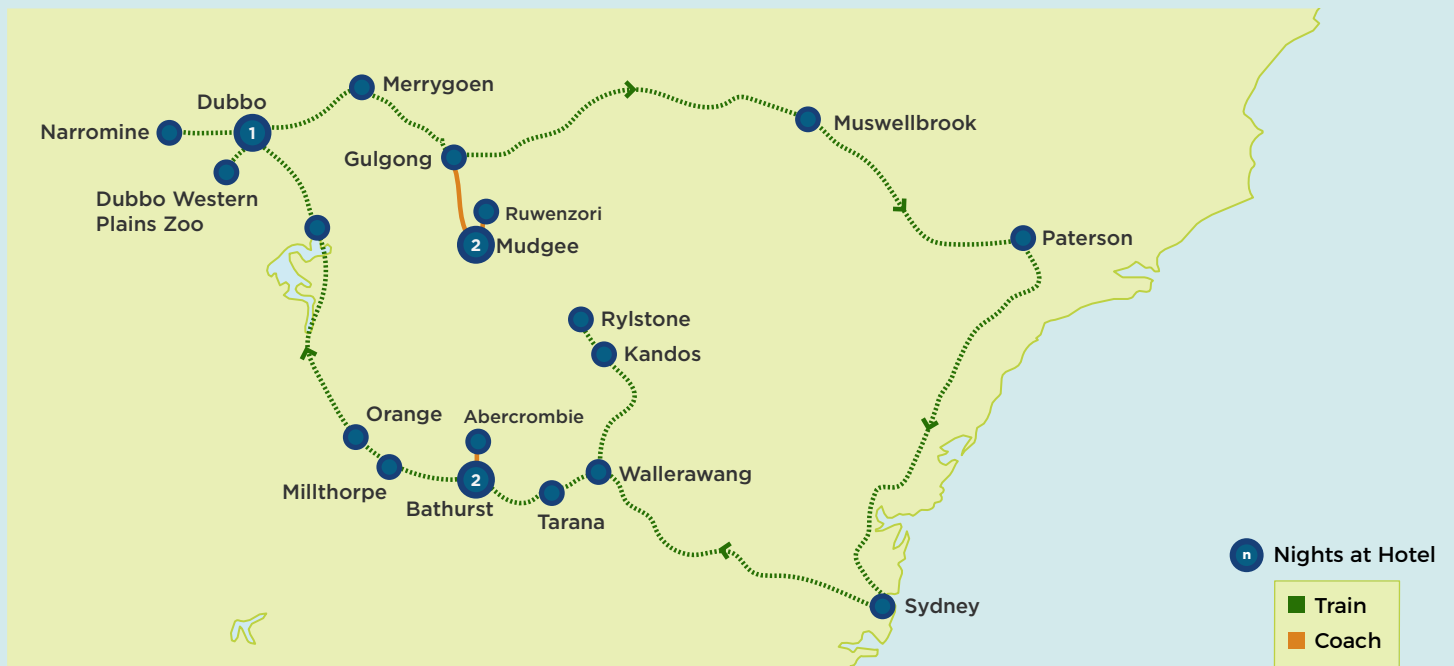 Merrygoen
Dubbo
1
Narromine
Muswellbrook
Gulgong
Dubbo Western
Plains Zoo
Ruwenzori
2
Mudgee
Paterson
Rylstone
Kandos
Orange
Abercrombie
Wallerawang
2
Millthorpe
Bathurst
Tarana
n
Nights at Hotel
Sydney
Train
Coach